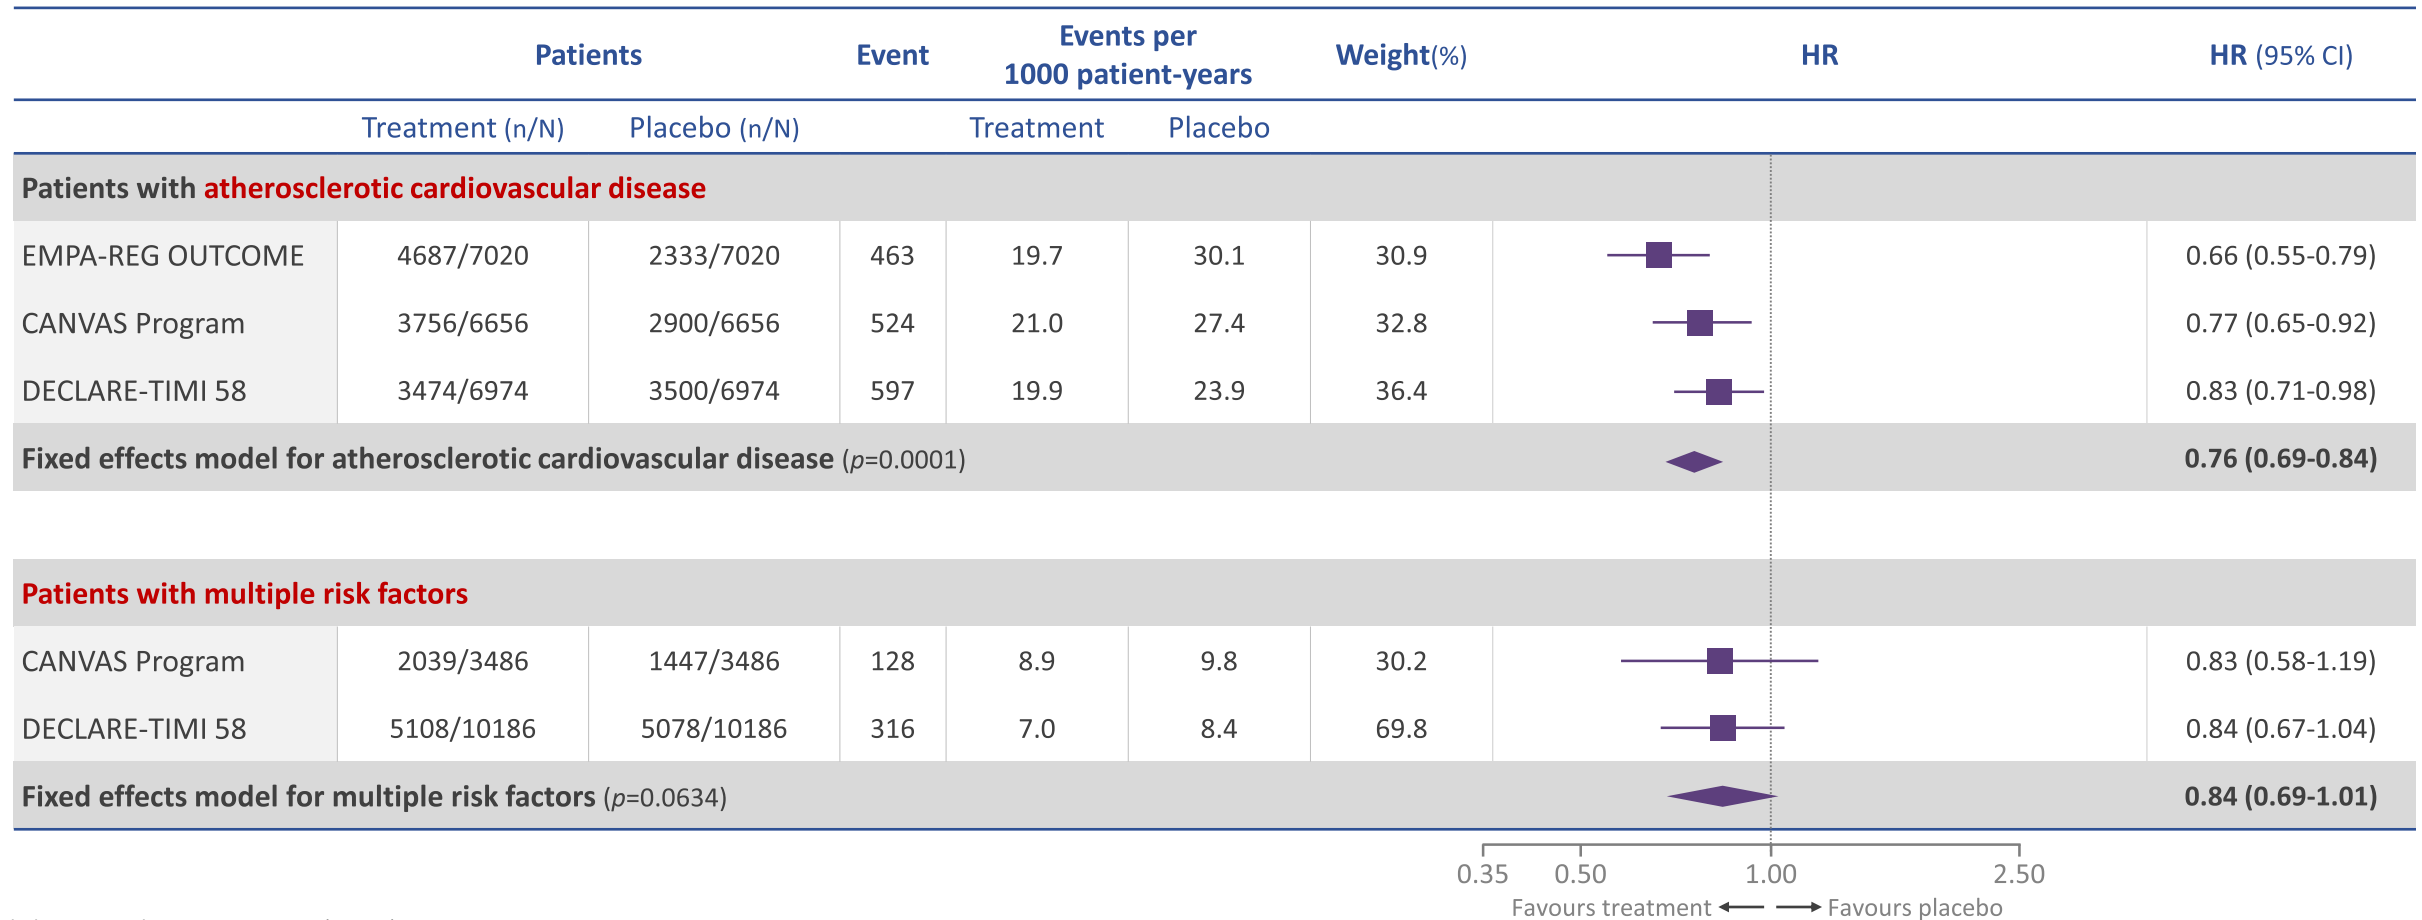 Patients Event Events per 1000 patient-years Weight(%) HR HR (95% CI)
Treatment (n/N) Placebo (n/N) Treatment Placebo
Patients with atherosclerotic cardiovascular disease
EMPA-REG OUTCOME 4687/7020 2333/7020 463 19.7 30.1 30.9 0.66 (0.55-0.79)
CANVAS Program 3756/6656 2900/6656 524 21.0 27.4 32.8 0.77 (0.65-0.92)
DECLARE-TIMI 58 3474/6974 3500/6974 597 19.9 23.9 36.4 0.83 (0.71-0.98)
Fixed effects model for atherosclerotic cardiovascular disease (p=0.0001) 0.76 (0.69-0.84)
Patients with multiple risk factors
CANVAS Program 2039/3486 1447/3486 128 8.9 9.8 30.2 0.83 (0.58-1.19)
DECLARE-TIMI 58 5108/10186 5078/10186 316 7.0 8.4 69.8 0.84 (0.67-1.04)
Fixed effects model for multiple risk factors (p=0.0634) 0.84 (0.69-1.01)
0.35 0.50 1.00 2.50
Favours treatment Favours placebo